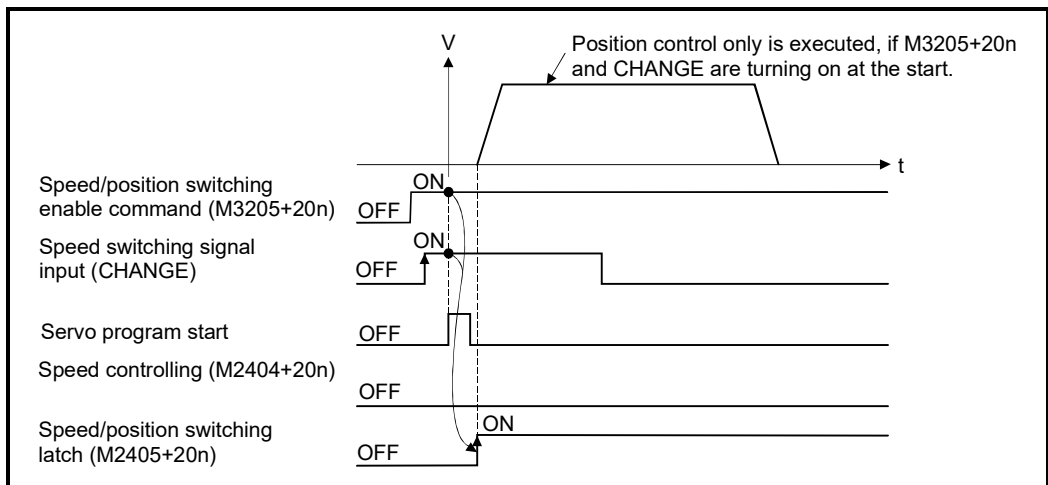 V
Position control only is executed, if M3205+20n
and CHANGE are turning on at the start.
t
Speed/position switching
enable command (M3205+20n)
ON
OFF
Speed switching signal
input (CHANGE)
ON
OFF
Servo program start
OFF
Speed controlling (M2404+20n)
OFF
Speed/position switching
latch (M2405+20n)
ON
OFF